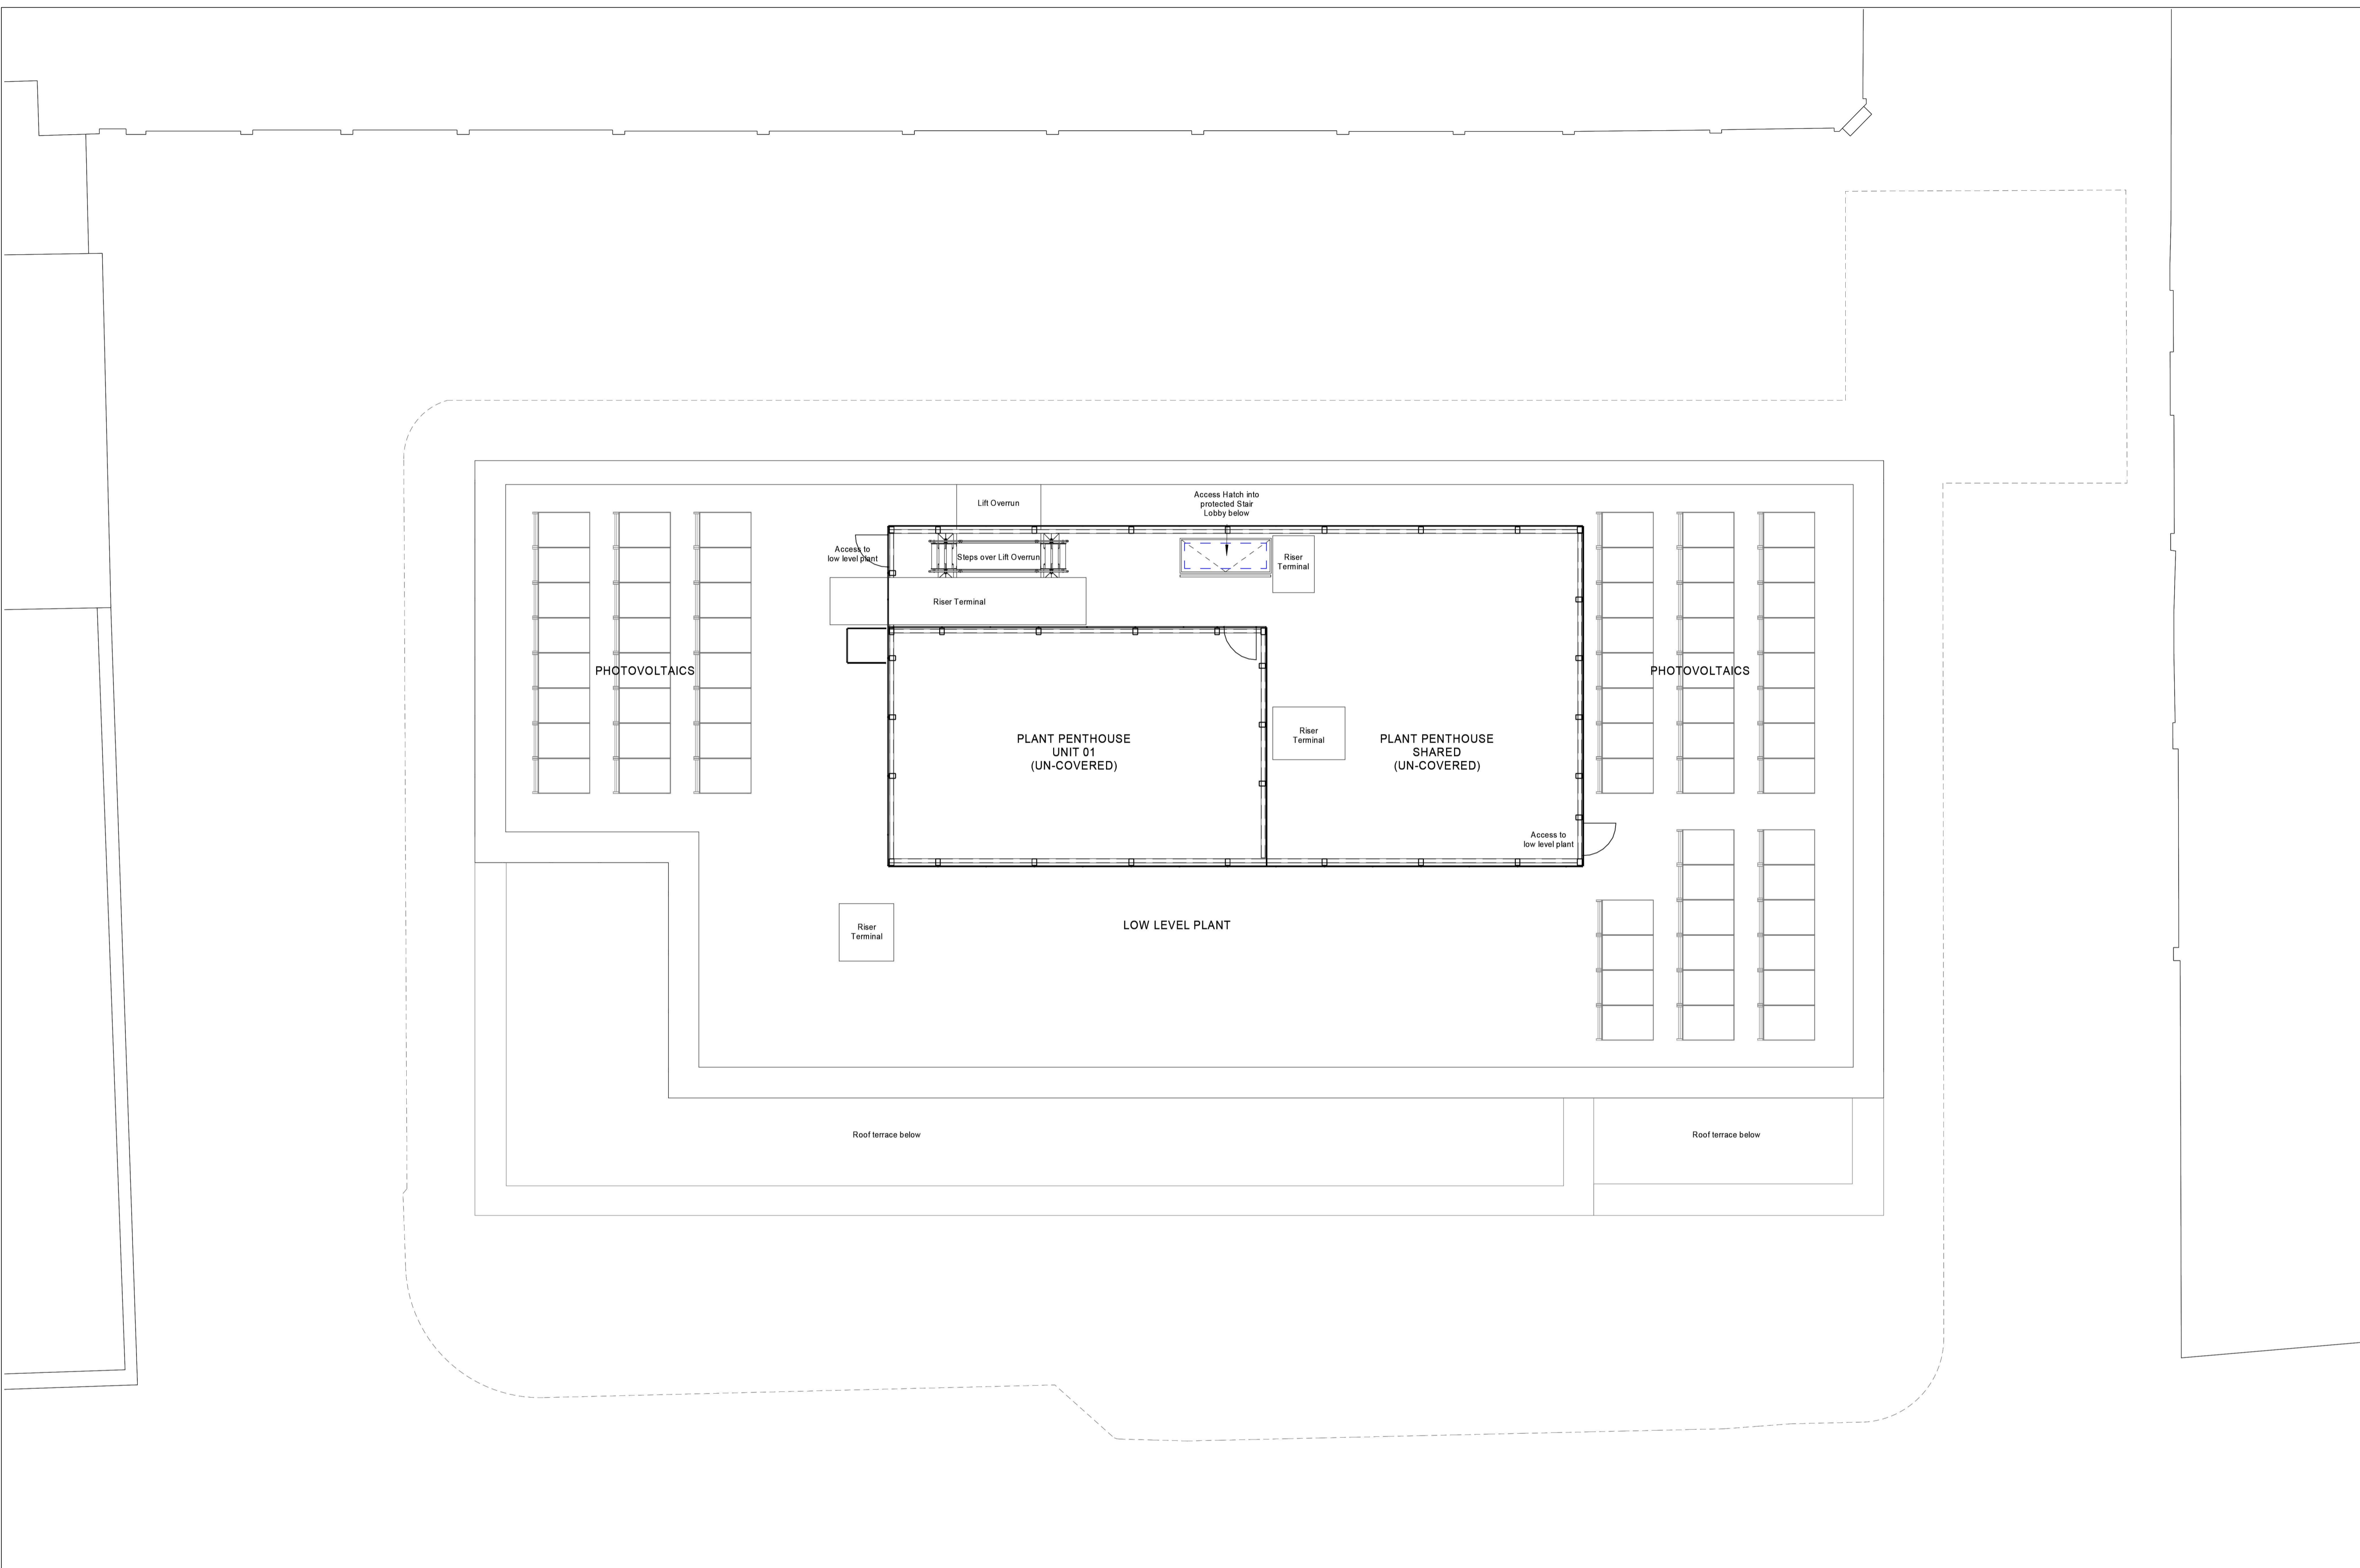 Lift Overrun
Access Hatch into
protected Stair
Lobby below
Access to
low level plant
Steps over Lift Overrun
Riser
Terminal
Riser Terminal
PHOTOVOLTAICS
PHOTOVOLTAICS
PLANT PENTHOUSE
UNIT 01
(UN-COVERED)
Riser
Terminal
PLANT PENTHOUSE
SHARED
(UN-COVERED)
Access to
low level plant
Riser
Terminal
LOW LEVEL PLANT
Roof terrace below
Roof terrace below